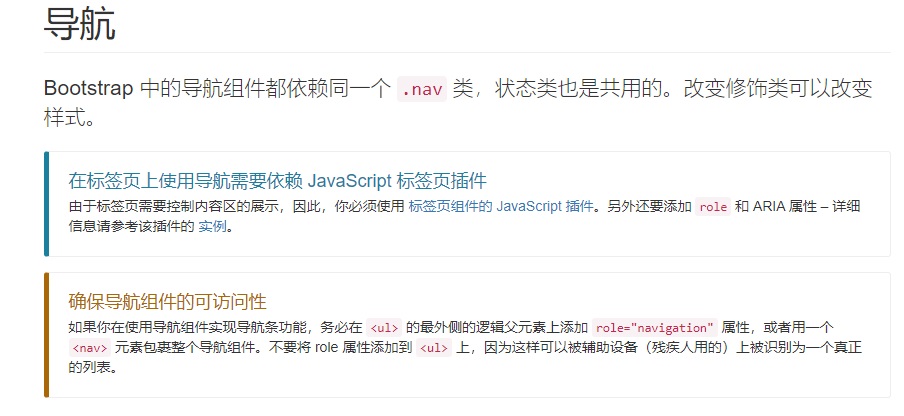 导航
Bootstrap 中的导航组件都依赖同一个 .nav 类，状态类也是共用的。改变修饰类可以改变
样式。
在标签页上使用导航需要依赖 JavaScript 标签页插件
由于标签页需要控制内容区的展示，因此，你必须使用 标签页组件的 JavaScript 插件。另外还要添加 role 和 ARIA 属性 – 详细
信息请参考该插件的 实例。
确保导航组件的可访问性
如果你在使用导航组件实现导航条功能，务必在 <ul> 的最外侧的逻辑父元素上添加 role="navigation" 属性，或者用一个
<nav> 元素包裹整个导航组件。不要将 role 属性添加到 <ul> 上，因为这样可以被辅助设备（残疾人用的）上被识别为一个真正
的列表。